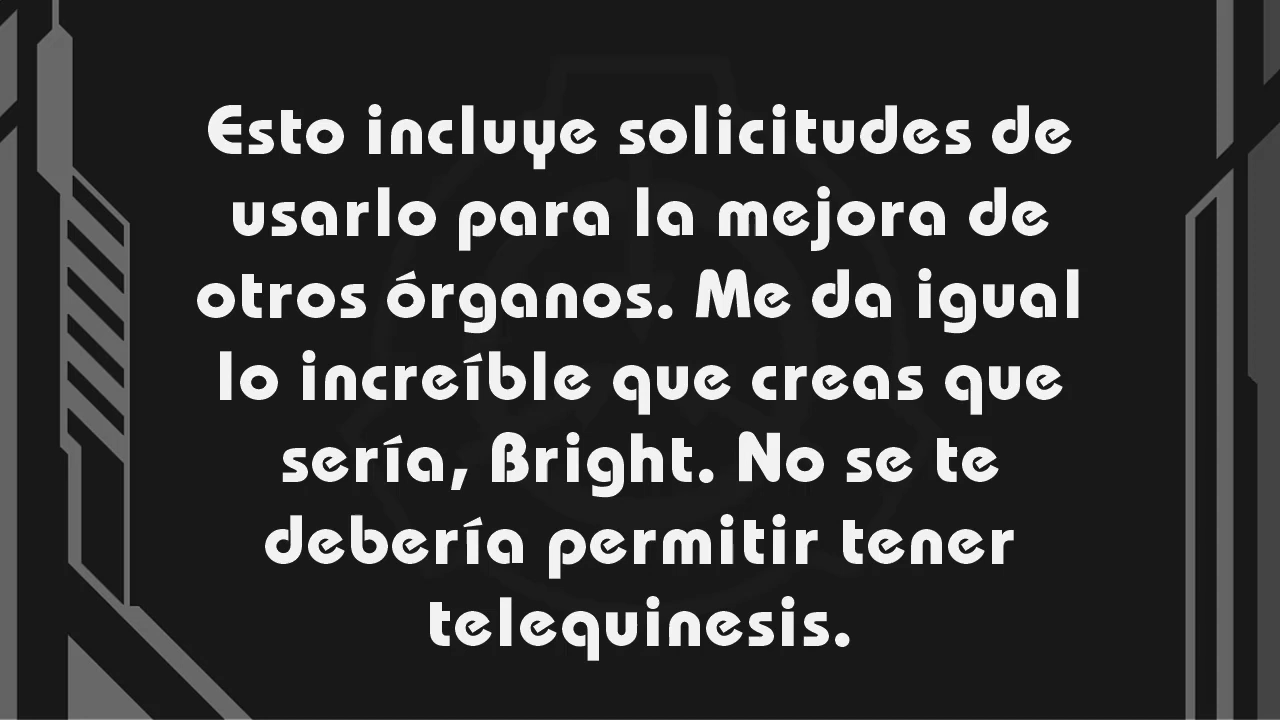 Esto incluye solicitudes de
usarlo para la mejora de
otros órganos. Me da igual
lo increíble que creas que
sería, Bright. No se te
debería permitir tener
telequinesis.